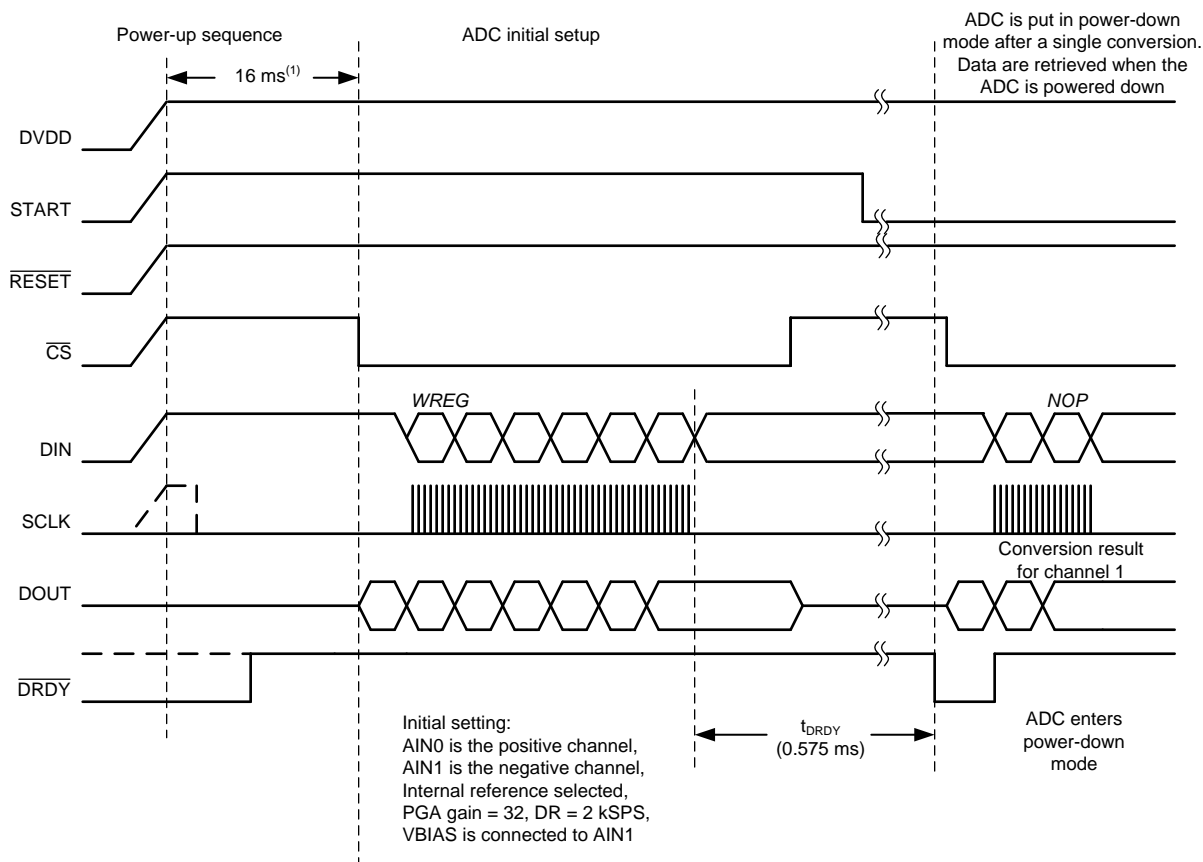 Power-up sequence
ADC initial setup
ADC is put in power-down
mode after a single conversion.
Data are retrieved when the
ADC is powered down
16 ms(1)
DVDD
START
RESET
CS
WREG
NOP
DIN
SCLK
Conversion result
for channel 1
DOUT
DRDY
Initial setting:
AIN0 is the positive channel,
AIN1 is the negative channel,
Internal reference selected,
PGA gain = 32, DR = 2 kSPS,
VBIAS is connected to AIN1
tDRDY
(0.575 ms)
ADC enters
power-down
mode